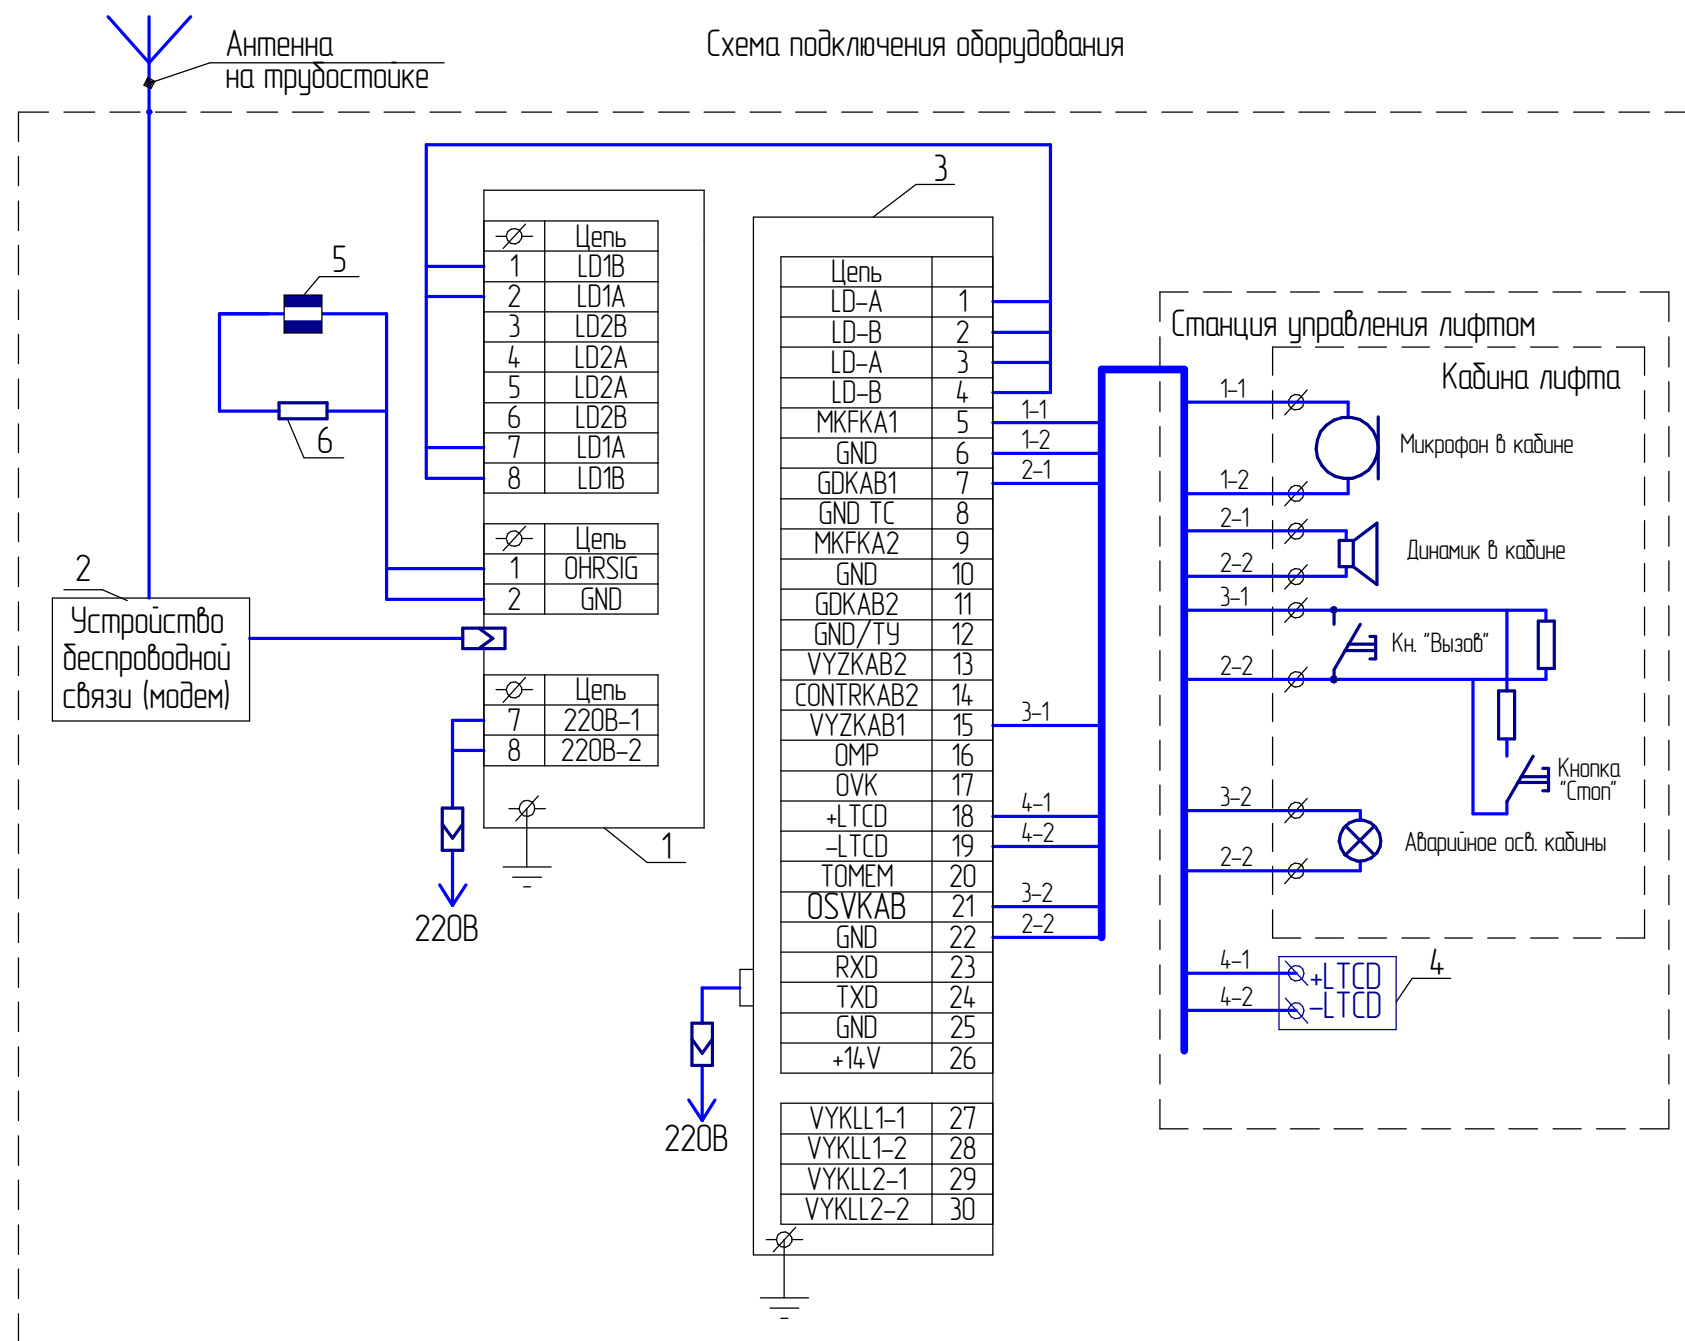 Схема подключения оборудования
Антенна
на трубостойке
5
6
2
Устройство
беспроводной
связи (модем)
Цепь
1 LD1B
2 LD1A
3 LD2B
4 LD2A
5 LD2A
6 LD2B
7 LD1A
8 LD1B
Цепь
1 OHRSIG
2 GND
Цепь
7 220В-1
8 220В-2
1
220В
3
Цепь
LD-A 1
LD-B 2
LD-A 3
LD-B 4
MKFKA1 5
GND 6
GDKAB1 7
GND TC 8
MKFKA2 9
GND 10
GDKAB2 11
GND/ТУ 12
VYZKAB2 13
CONTRKAB2 14
VYZKAB1 15
OMP 16
OVK 17
+LTCD 18
-LTCD 19
TOMEM 20
OSVKAB 21
GND 22
RXD 23
TXD 24
GND 25
+14V 26
VYKLL1-1 27
VYKLL1-2 28
VYKLL2-1 29
VYKLL2-2 30
220В
1-1
1-2
2-1
3-1
4-1
4-2
3-2
2-2
Станция управления лифтом
Кабина лифта
1-1
Микрофон в кабине
1-2
2-1
Динамик в кабине
2-2
3-1
Кн. "Вызов"
2-2
Кнопка
"Стоп"
3-2
Аварийное осв. кабины
2-2
4-1
+LTCD
4
4-2
-LTCD